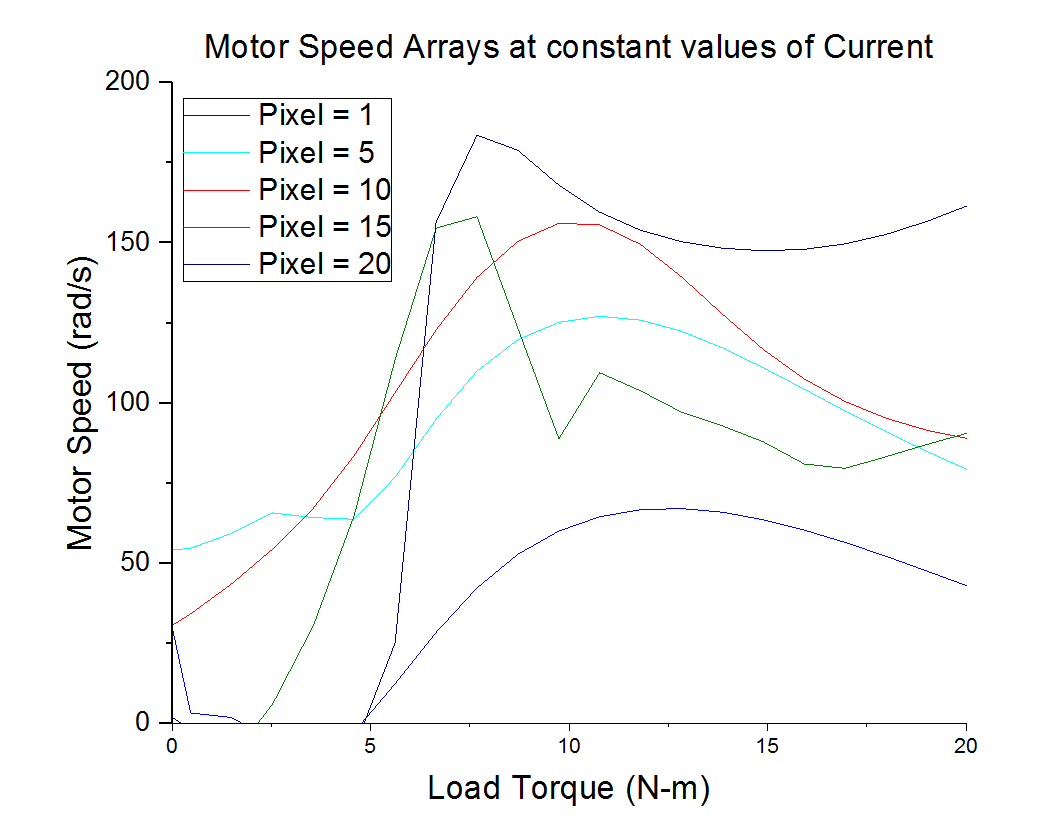 Motor Speed Arrays at constant values of Current
200
150
100
50
0
Motor Speed (rad/s)
Pixel = 1
Pixel = 5
Pixel = 10
Pixel = 15
Pixel = 20
0 5 10 15 20
Load Torque (N-m)